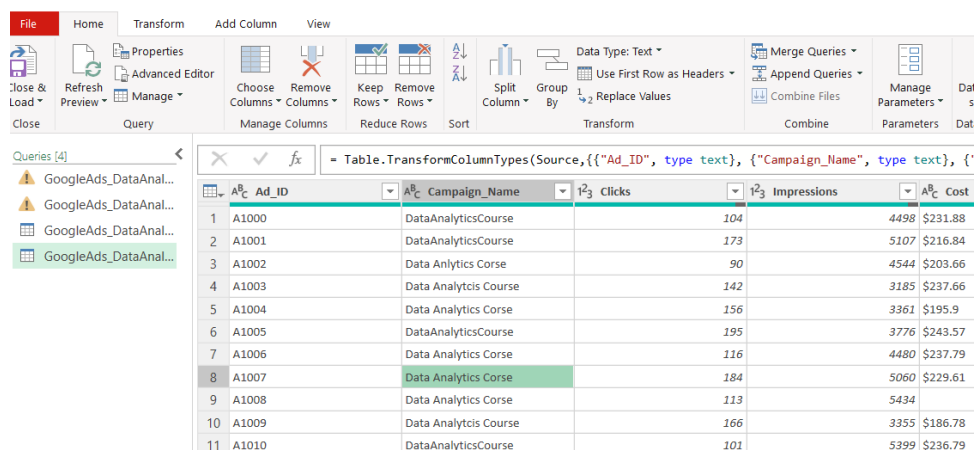 File Home Transform Add Column View
Close & Load
Refresh Preview
Properties
Advanced Editor
Manage
Choose Columns
Remove Columns
Keep Rows
Remove Rows
Split Column
Group By
Data Type: Text
Use First Row as Headers
Replace Values
Merge Queries
Append Queries
Combine Files
Manage Parameters
Close Query Manage Columns Reduce Rows Sort Transform Combine Parameters
Queries [4]
GoogleAds_DataAnal...
GoogleAds_DataAnal...
GoogleAds_DataAnal...
GoogleAds_DataAnal...
fx = Table.TransformColumnTypes(Source,{{"Ad_ID", type text}, {"Campaign_Name", type text}, {"
ABC Ad_ID ABC Campaign_Name 123 Clicks 123 Impressions ABC Cost
1 A1000 DataAnalyticsCourse 104 4498 $231.88
2 A1001 DataAnalyticsCourse 173 5107 $216.84
3 A1002 Data Anlytics Corse 90 4544 $203.66
4 A1003 Data Analytcis Course 142 3185 $237.66
5 A1004 Data Analytics Corse 156 3361 $195.9
6 A1005 DataAnalyticsCourse 195 3776 $243.57
7 A1006 Data Analytics Corse 116 4480 $237.79
8 A1007 Data Analytics Corse 184 5060 $229.61
9 A1008 Data Analytics Corse 113 5434
10 A1009 Data Analytics Corse 166 3355 $186.78
11 A1010 DataAnalyticsCourse 101 5399 $236.79